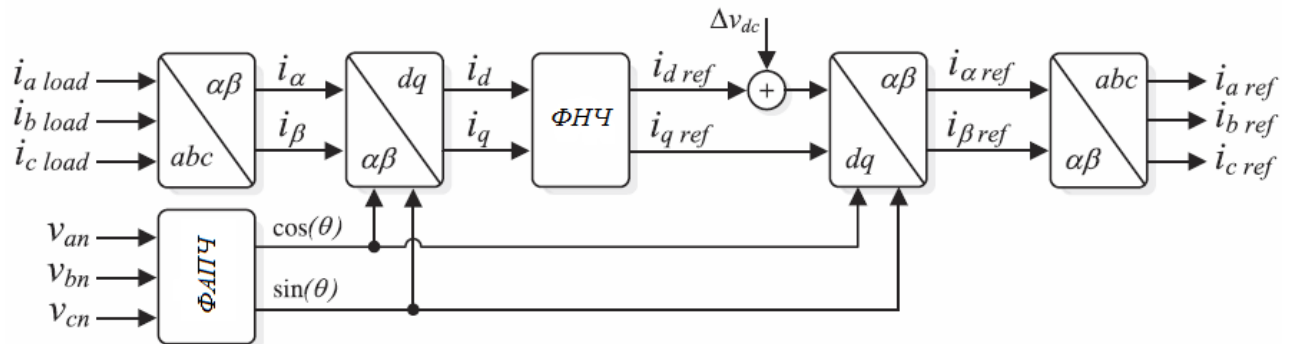 Δv_dc
i_a load
i_b load
i_c load
αβ
abc
i_α
i_β
dq
αβ
i_d
i_q
ФНЧ
i_d ref
i_q ref
+
αβ
dq
i_α ref
i_β ref
abc
αβ
i_a ref
i_b ref
i_c ref
v_an
v_bn
v_cn
ФАПЧ
cos(θ)
sin(θ)